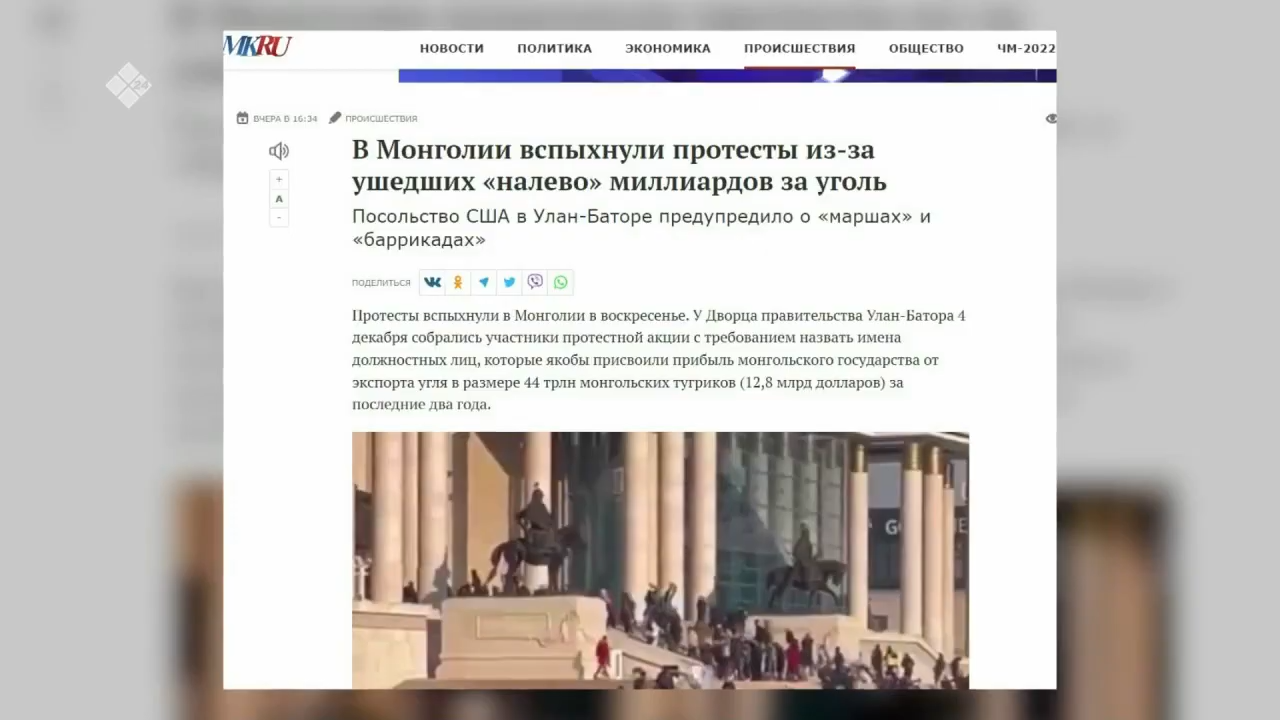 24
MKRU
НОВОСТИ ПОЛИТИКА ЭКОНОМИКА ПРОИСШЕСТВИЯ ОБЩЕСТВО ЧМ-2022
ВЧЕРА В 16:34 ПРОИСШЕСТВИЯ
В Монголии вспыхнули протесты из-за
ушедших «налево» миллиардов за уголь
Посольство США в Улан-Баторе предупредило о «маршах» и
«баррикадах»
+
А
-
ПОДЕЛИТЬСЯ
Протесты вспыхнули в Монголии в воскресенье. У Дворца правительства Улан-Батора 4
декабря собрались участники протестной акции с требованием назвать имена
должностных лиц, которые якобы присвоили прибыль монгольского государства от
экспорта угля в размере 44 трлн монгольских тугриков (12,8 млрд долларов) за
последние два года.